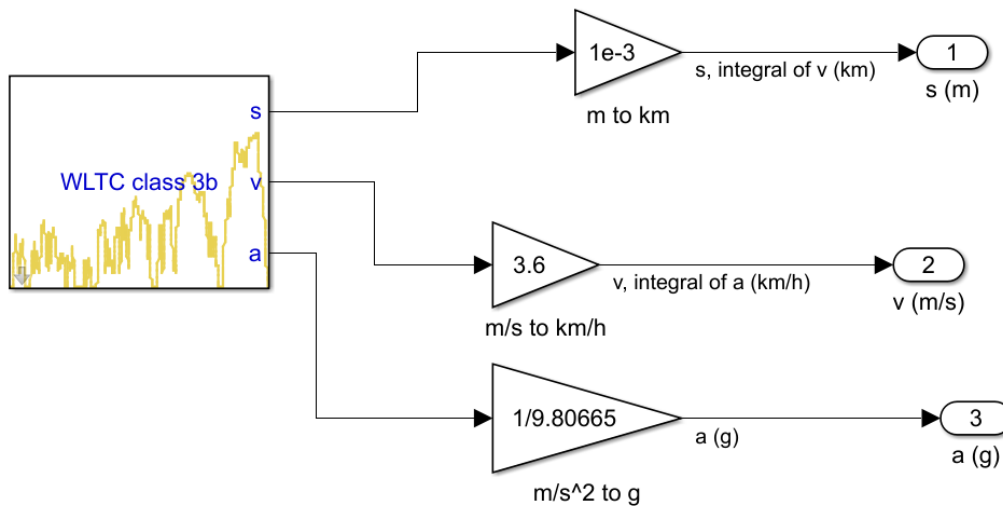 1e-3
s, integral of v (km)
1
s (m)
m to km
s
WLTC class 3b
v
a
3.6
v, integral of a (km/h)
2
v (m/s)
m/s to km/h
1/9.80665
a (g)
3
a (g)
m/s^2 to g